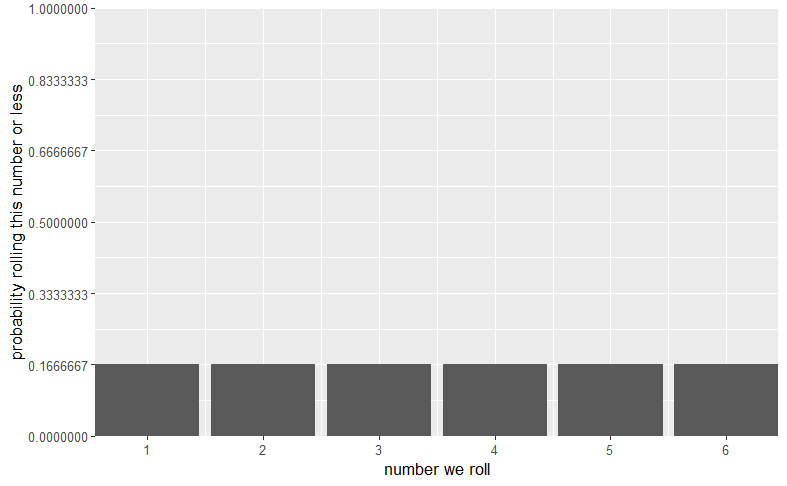 1.0000000
0.8333333
0.6666667
0.5000000
0.3333333
0.1666667
0.0000000
probability rolling this number or less
1 2 3 4 5 6
number we roll